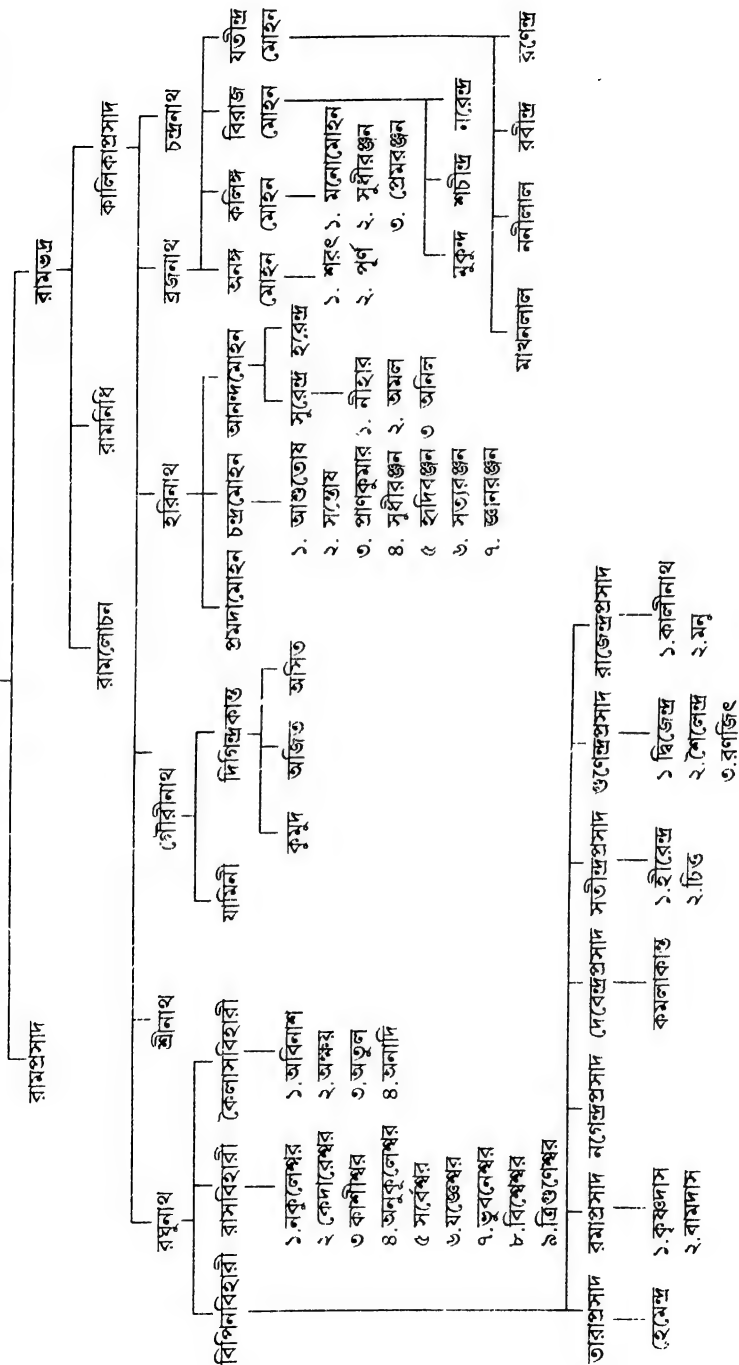 রামপ্রসাদ রামভদ্র
রামলোচন রামনিধি কালিকাপ্রসাদ
রঘুনাথ শ্রীনাথ গৌরীনাথ হরিনাথ ব্রজনাথ চন্দ্রনাথ
বিপিনবিহারী রাসবিহারী কৈলাসবিহারী যামিনী দিগিন্দ্রকান্ত প্রমদামোহন চন্দ্রমোহন আনন্দমোহন অনঙ্গ কলিঙ্গ বিরাজ যতীন্দ্র
মোহন মোহন মোহন মোহন
১.নকুলেশ্বর
২ কেদারেশ্বর
৩ কাশীশ্বর
৪.অনুকুলেশ্বর
৫ সর্বেশ্বর
৬.যজ্ঞেশ্বর
৭.ভুবনেশ্বর
৮.বিশ্বেশ্বর
৯.ত্রিগুণেশ্বর
১.অবিনাশ
২.অক্ষয়
৩.অতুল
৪.অনাদি
কুমুদ অজিত অসিত
১. আশুতোষ
২. সন্তোষ
৩. প্রাণকুমার
৪. সুধীরঞ্জন
৫ হৃদিরঞ্জন
৬. সত্যরঞ্জন
৭. জ্ঞানরঞ্জন
সুরেন্দ্র হরেন্দ্র
১. নীহার
২. অমল
৩ অনিল
১. শরৎ
২. পূর্ণ
১. মনোমোহন
২. সুধীরঞ্জন
৩. প্রেমরঞ্জন
মুকুন্দ শচীন্দ্র নরেন্দ্র
মাখনলাল ননীলাল রবীন্দ্র রণেন্দ্র
তারাপ্রসাদ রমাপ্রসাদ নগেন্দ্রপ্রসাদ দেবেন্দ্রপ্রসাদ সতীন্দ্রপ্রসাদ গুণেন্দ্রপ্রসাদ রাজেন্দ্রপ্রসাদ
হেমেন্দ্র
১.কৃষ্ণদাস
২.বামদাস
কমলাকান্ত
১.হীরেন্দ্র
২.চিত্ত
১ দ্বিজেন্দ্র
২.শৈলেন্দ্র
৩.রণজিৎ
১.কালীনাথ
২.মনু